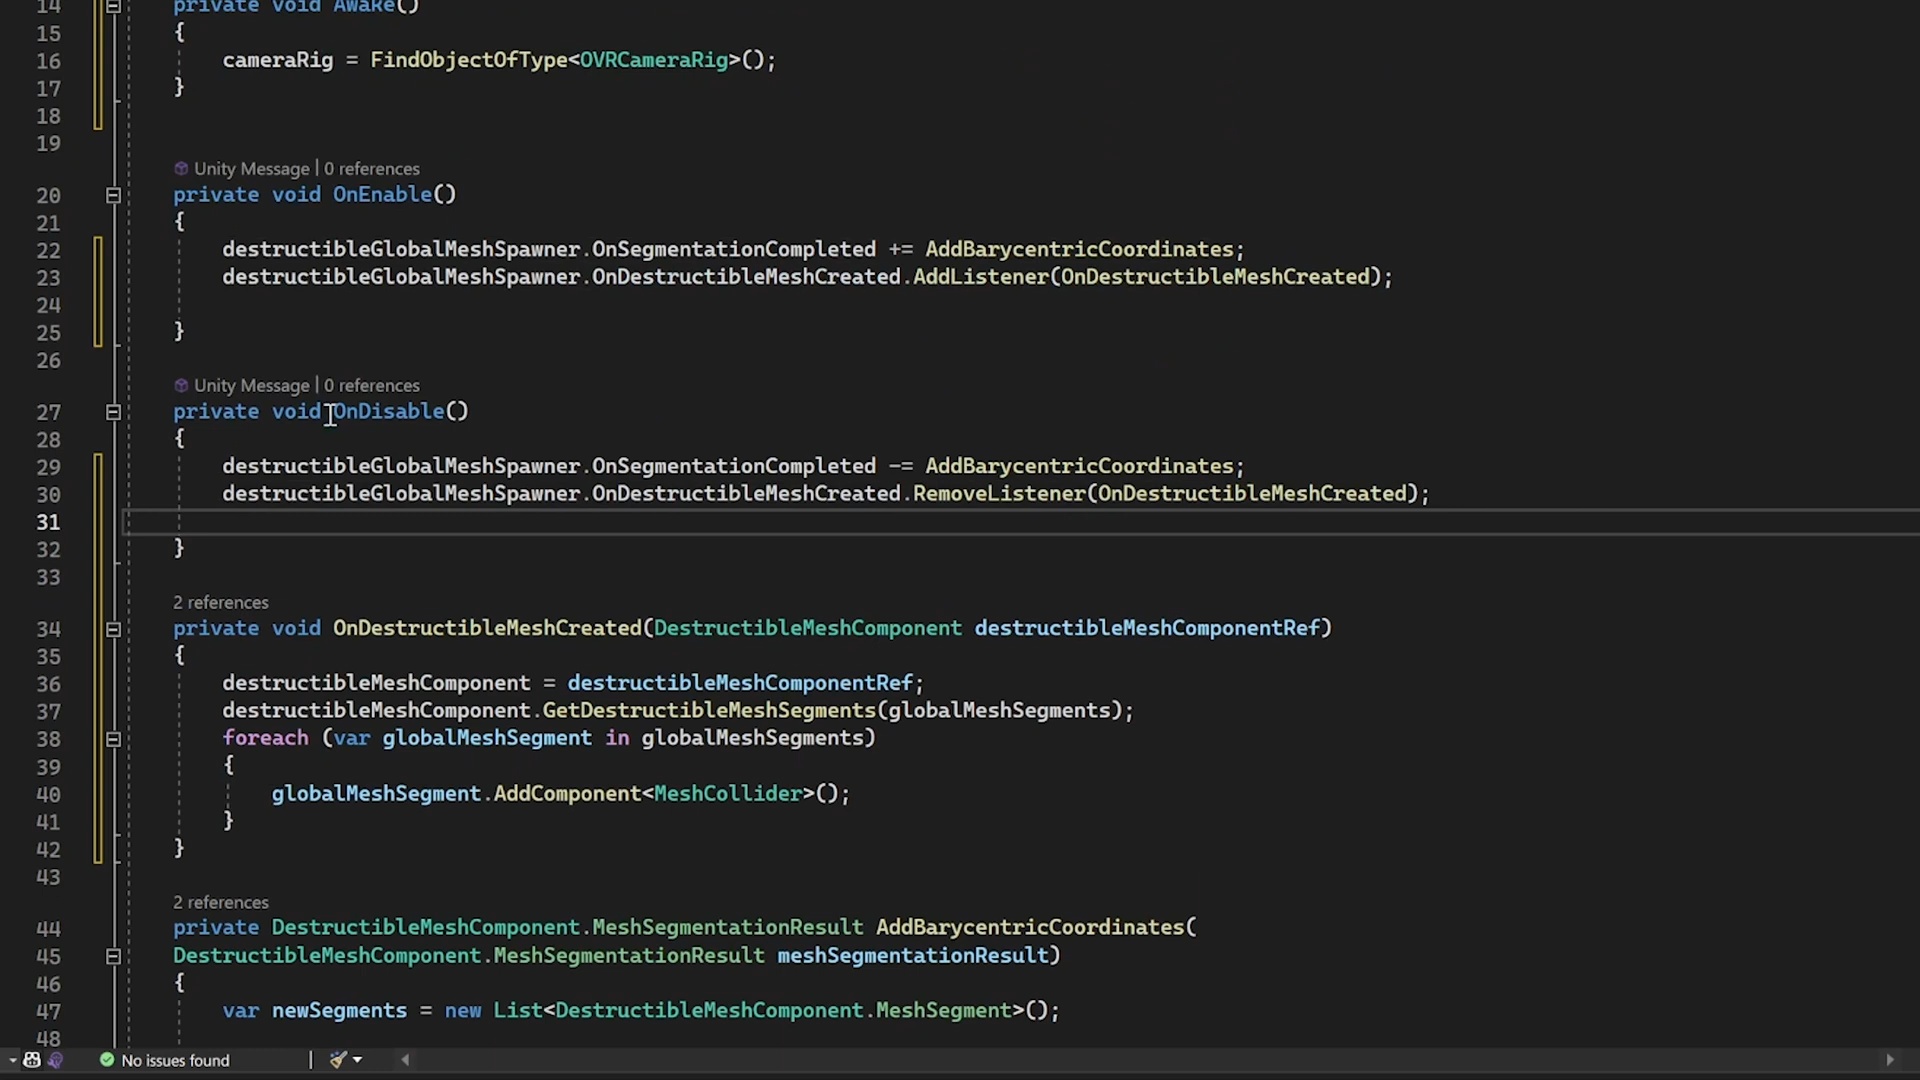 14 private void Awake()
15 {
16 cameraRig = FindObjectOfType<OVRCameraRig>();
17 }
18
19
Unity Message | 0 references
20 private void OnEnable()
21 {
22 destructibleGlobalMeshSpawner.OnSegmentationCompleted += AddBarycentricCoordinates;
23 destructibleGlobalMeshSpawner.OnDestructibleMeshCreated.AddListener(OnDestructibleMeshCreated);
24
25 }
26
Unity Message | 0 references
27 private void OnDisable()
28 {
29 destructibleGlobalMeshSpawner.OnSegmentationCompleted -= AddBarycentricCoordinates;
30 destructibleGlobalMeshSpawner.OnDestructibleMeshCreated.RemoveListener(OnDestructibleMeshCreated);
31
32 }
33
2 references
34 private void OnDestructibleMeshCreated(DestructibleMeshComponent destructibleMeshComponentRef)
35 {
36 destructibleMeshComponent = destructibleMeshComponentRef;
37 destructibleMeshComponent.GetDestructibleMeshSegments(globalMeshSegments);
38 foreach (var globalMeshSegment in globalMeshSegments)
39 {
40 globalMeshSegment.AddComponent<MeshCollider>();
41 }
42 }
43
2 references
44 private DestructibleMeshComponent.MeshSegmentationResult AddBarycentricCoordinates(
45 DestructibleMeshComponent.MeshSegmentationResult meshSegmentationResult)
46 {
47 var newSegments = new List<DestructibleMeshComponent.MeshSegment>();
48
No issues found